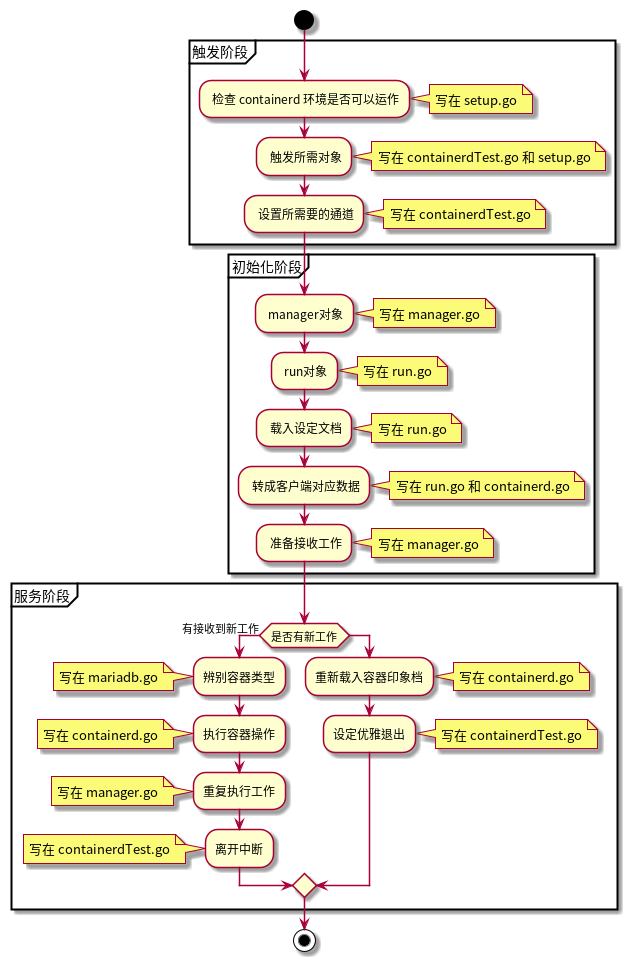 触发阶段
检查 containerd 环境是否可以运作
写在 setup.go
触发所需对象
写在 containerdTest.go 和 setup.go
设置所需要的通道
写在 containerdTest.go
初始化阶段
manager对象
写在 manager.go
run对象
写在 run.go
载入设定文档
写在 run.go
转成客户端对应数据
写在 run.go 和 containerd.go
准备接收工作
写在 manager.go
服务阶段
有接收到新工作
是否有新工作
写在 mariadb.go
辨别容器类型
重新载入容器印象档
写在 containerd.go
写在 containerd.go
执行容器操作
设定优雅退出
写在 containerdTest.go
写在 manager.go
重复执行工作
写在 containerdTest.go
离开中断